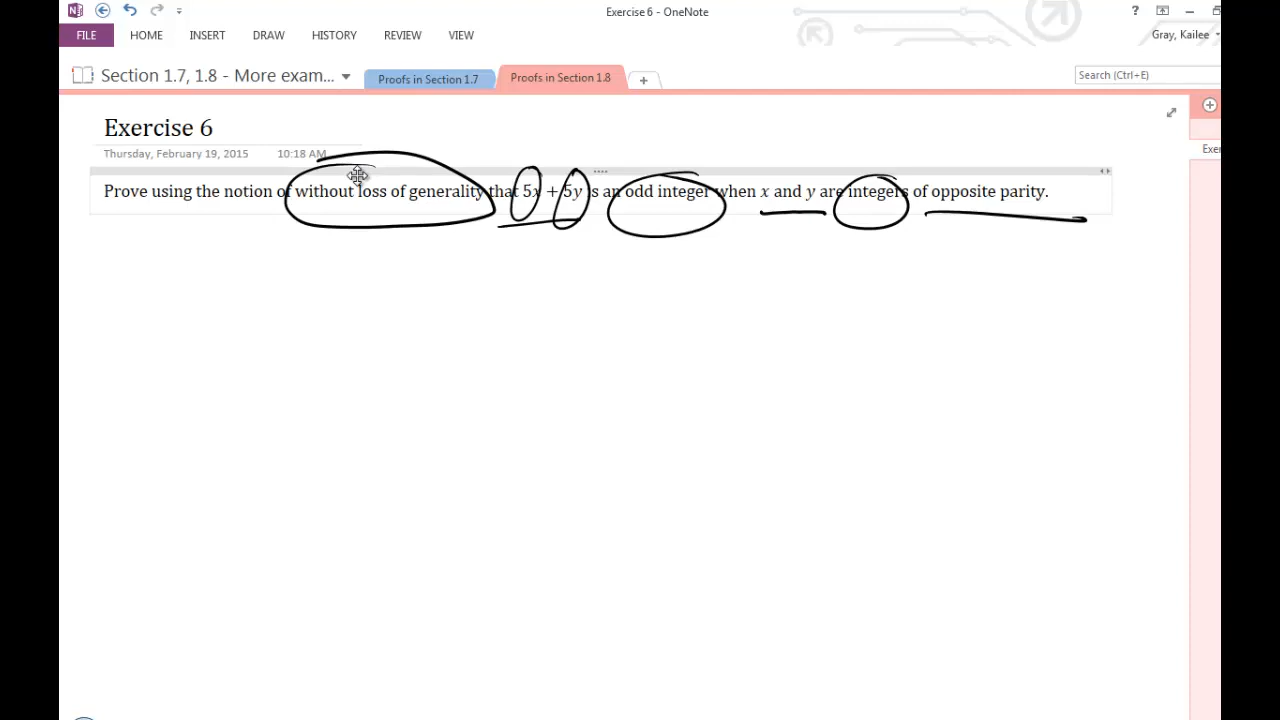 Exercise 6 - OneNote
?
FILE HOME INSERT DRAW HISTORY REVIEW VIEW
Gray, Kailee
Section 1.7, 1.8 - More exam...
Proofs in Section 1.7
Proofs in Section 1.8
+
Search (Ctrl+E)
Exercise 6
Thursday, February 19, 2015 10:18 AM
Exer
Prove using the notion of without loss of generality that 5x + 5y is an odd integer when x and y are integers of opposite parity.